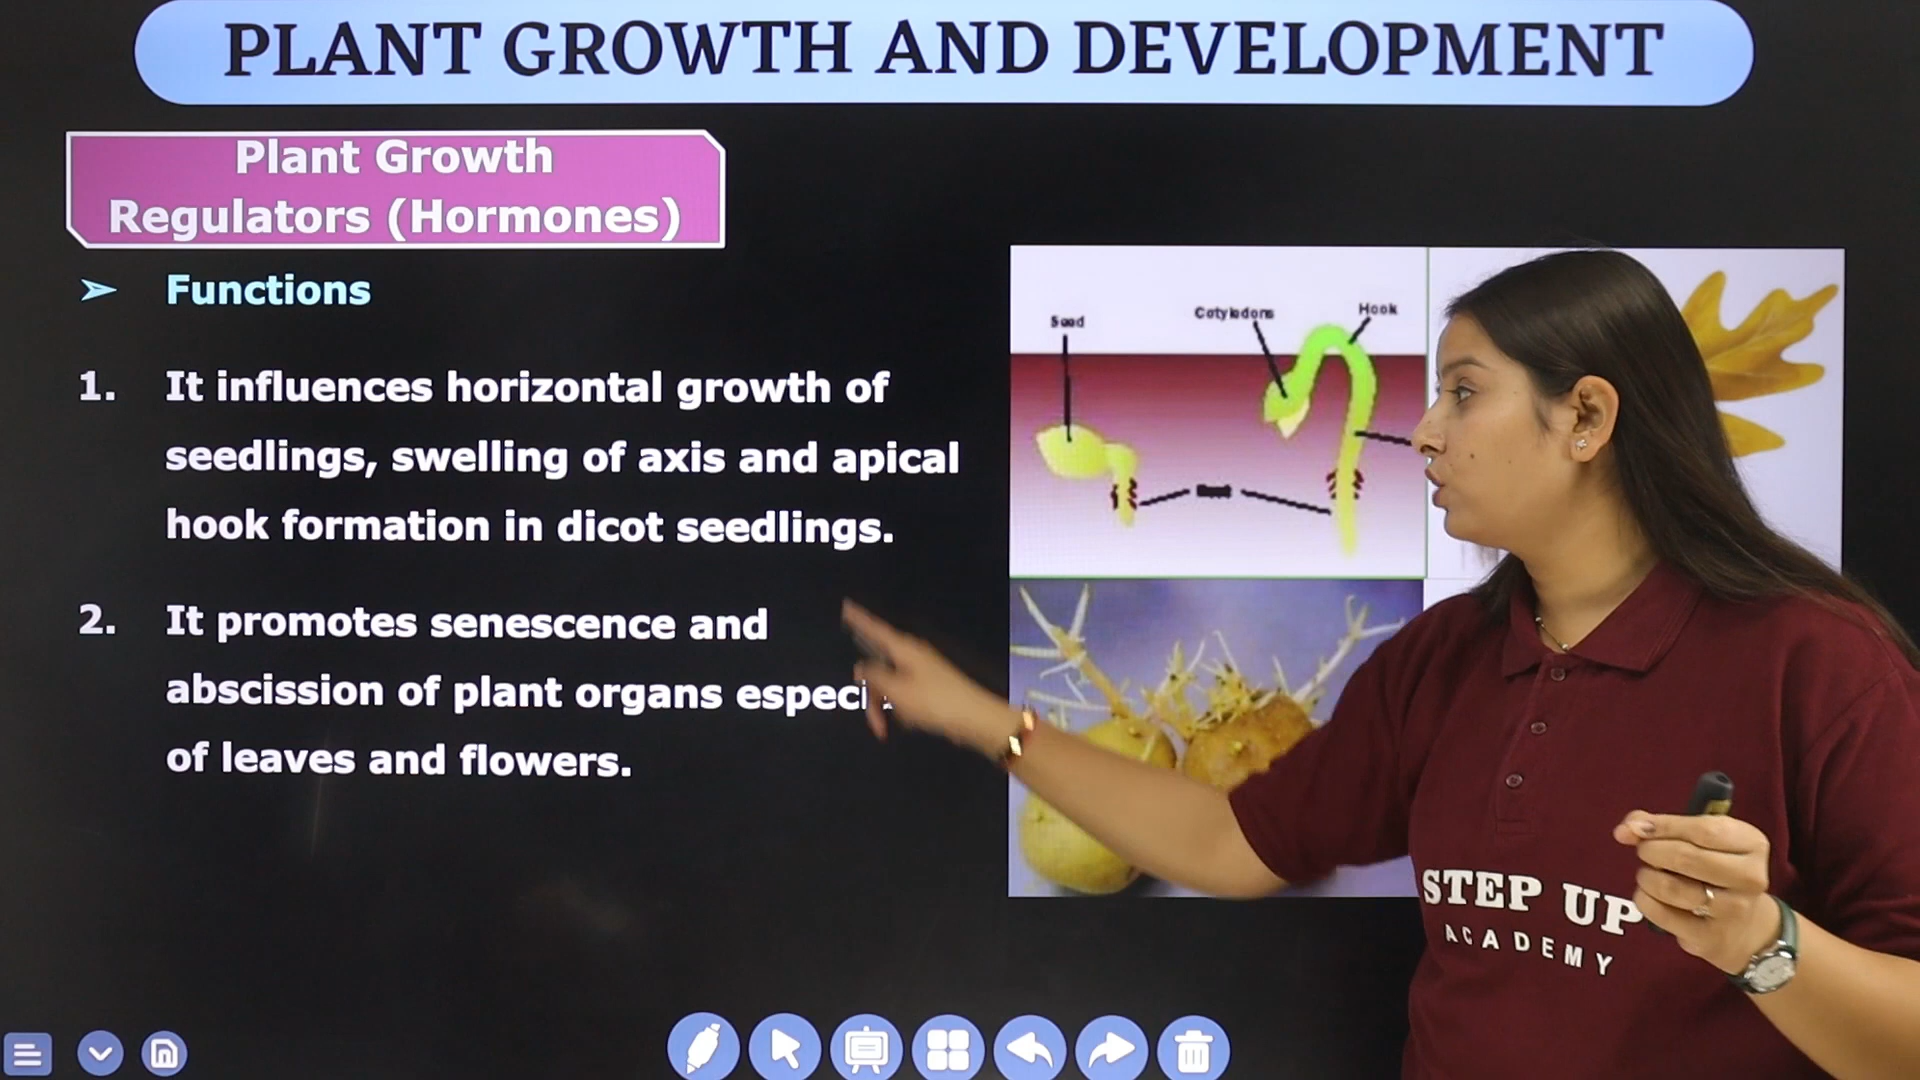 PLANT GROWTH AND DEVELOPMENT
Plant Growth
Regulators (Hormones)
➤ Functions
1. It influences horizontal growth of
seedlings, swelling of axis and apical
hook formation in dicot seedlings.
2. It promotes senescence and
abscission of plant organs
of leaves and flowers.
Seed
Cotyledons
Hook
STEP UP
ACADEMY